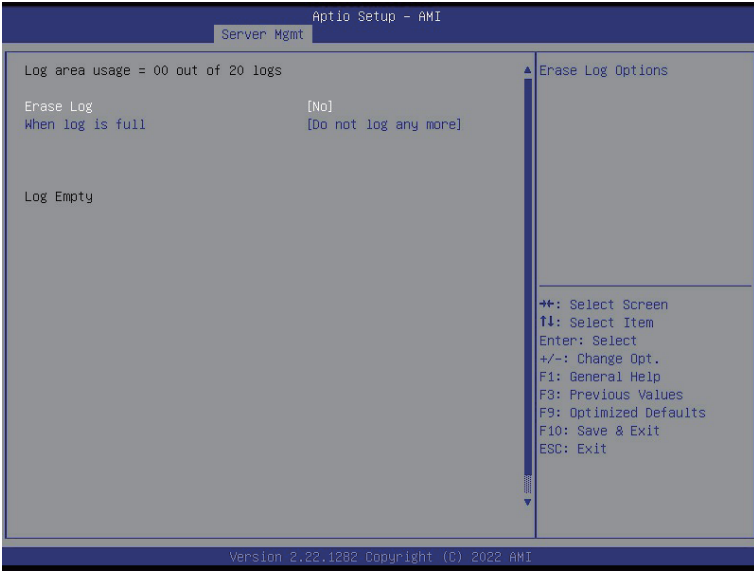 Aptio Setup – AMI
Server Mgmt
Log area usage = 00 out of 20 logs
Erase Log [No]
When log is full [Do not log any more]
Log Empty
Erase Log Options
→←: Select Screen
↑↓: Select Item
Enter: Select
+/-: Change Opt.
F1: General Help
F3: Previous Values
F9: Optimized Defaults
F10: Save & Exit
ESC: Exit
Version 2.22.1282 Copyright (C) 2022 AMI